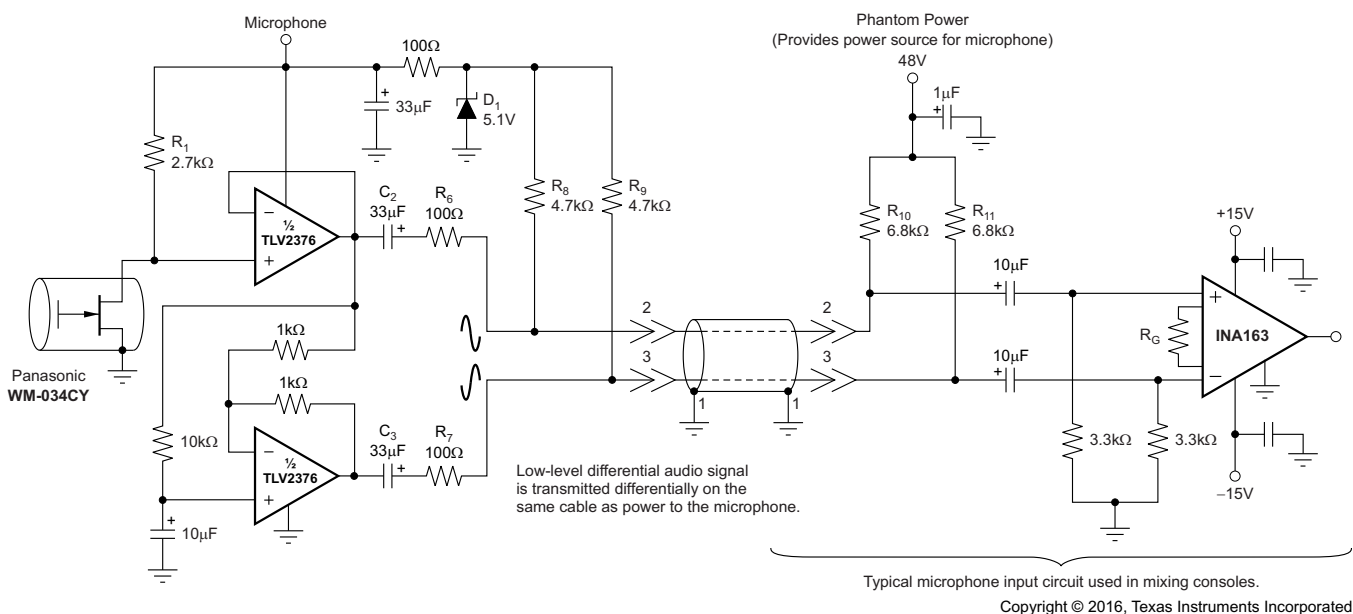 Microphone
100Ω
+
33μF
D1
5.1V
R1
2.7kΩ
Phantom Power
(Provides power source for microphone)
48V
1μF
+
R8
4.7kΩ
R9
4.7kΩ
R10
6.8kΩ
R11
6.8kΩ
−
½
TLV2376
+
C2
33μF
+
R6
100Ω
+15V
10μF
+
2
2
+
RG
INA163
−
Panasonic
WM-034CY
1kΩ
1kΩ
3
3
10μF
+
1
1
10kΩ
−
½
TLV2376
+
C3
33μF
+
R7
100Ω
3.3kΩ
3.3kΩ
−15V
+
10μF
Low-level differential audio signal
is transmitted differentially on the
same cable as power to the microphone.
Typical microphone input circuit used in mixing consoles.
Copyright © 2016, Texas Instruments Incorporated